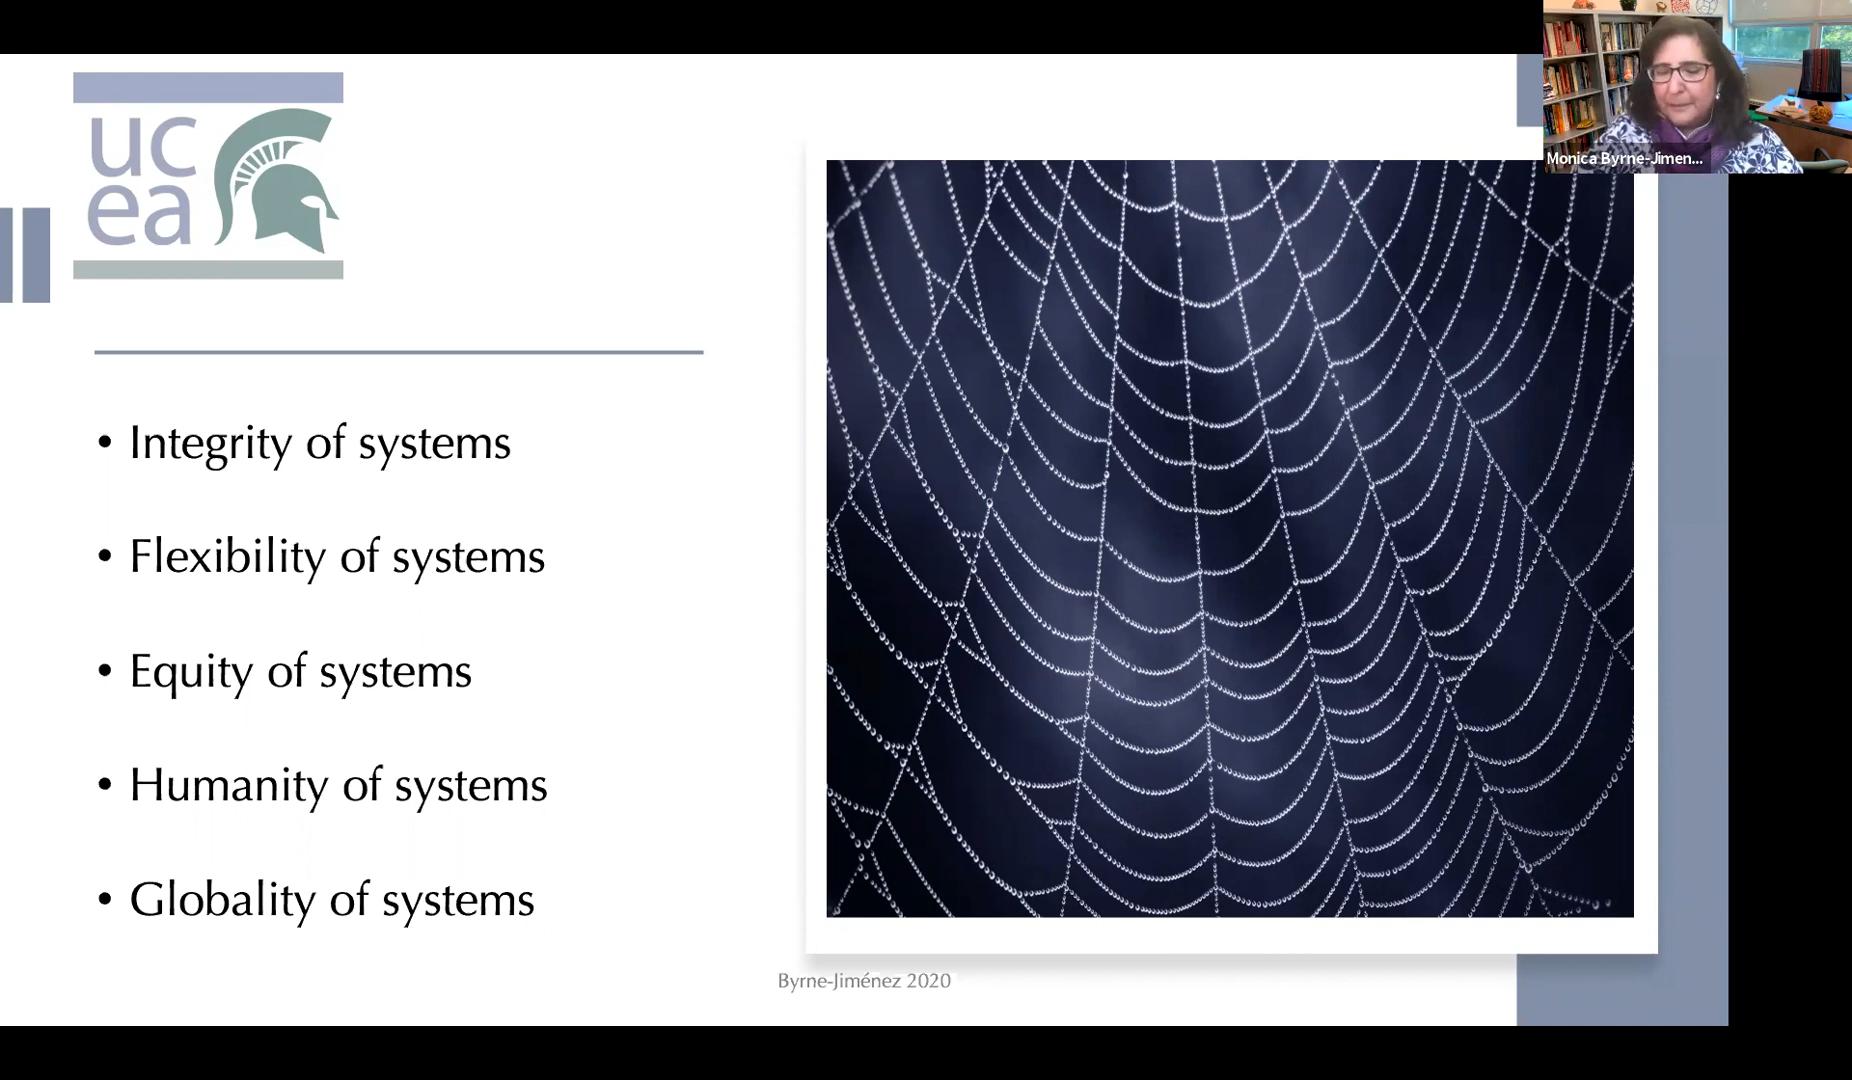 uc
ea
Monica Byrne-Jimen...
• Integrity of systems
• Flexibility of systems
• Equity of systems
• Humanity of systems
• Globality of systems
Byrne-Jiménez 2020